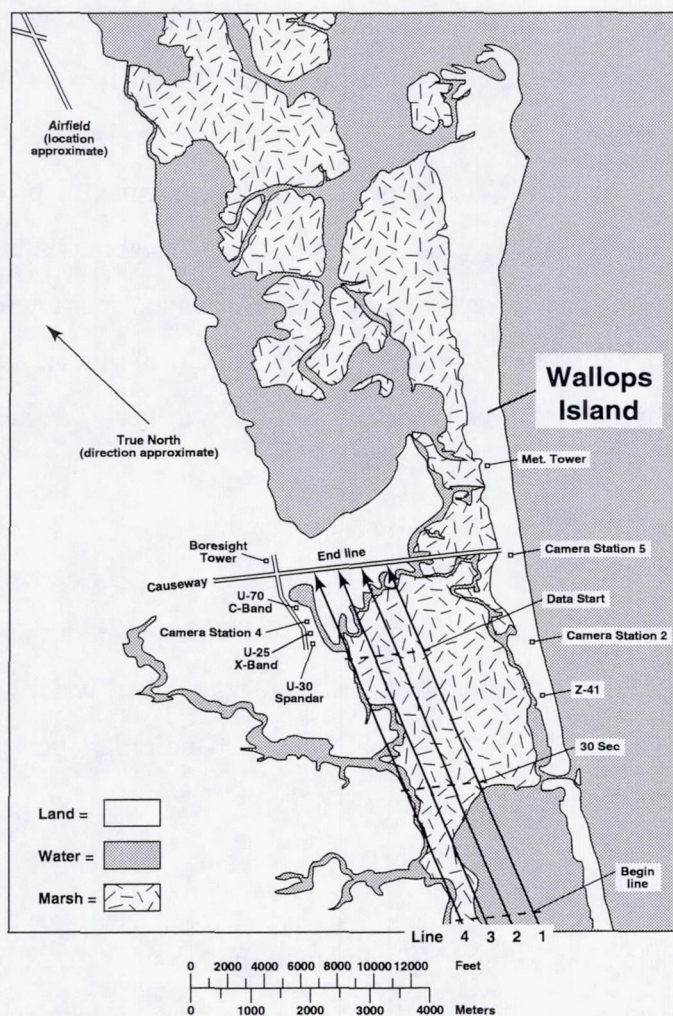 Airfield
(location
approximate)
True North
(direction approximate)
Wallops
Island
Met. Tower
Boresight
Tower
End line
Camera Station 5
Causeway
U-70
C-Band
Data Start
Camera Station 4
Camera Station 2
U-25
X-Band
U-30
Spandar
Z-41
30 Sec
Land =
Water =
Marsh =
Begin
line
Line 4 3 2 1
0 2000 4000 6000 8000 10000 12000 Feet
0 1000 2000 3000 4000 Meters